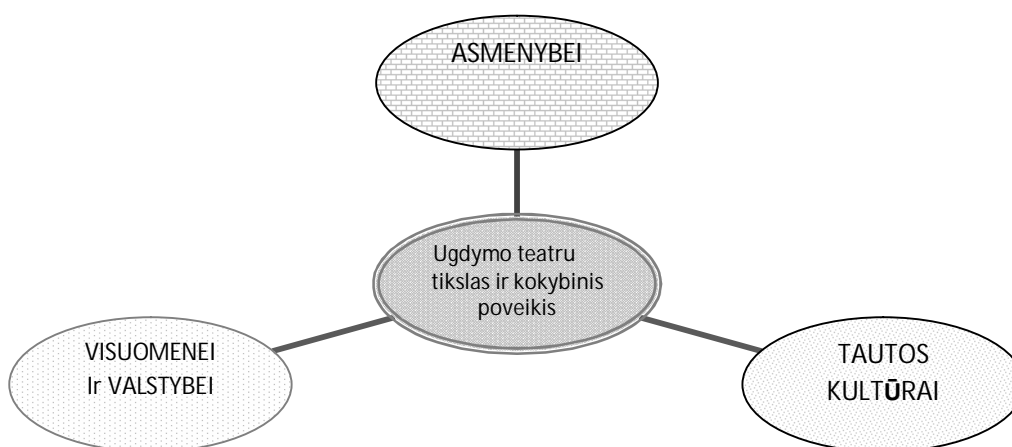 ASMENYBEI
Ugdymo teatru
tikslas ir kokybinis
poveikis
VISUOMENEI
Ir VALSTYBEI
TAUTOS
KULTŪRAI